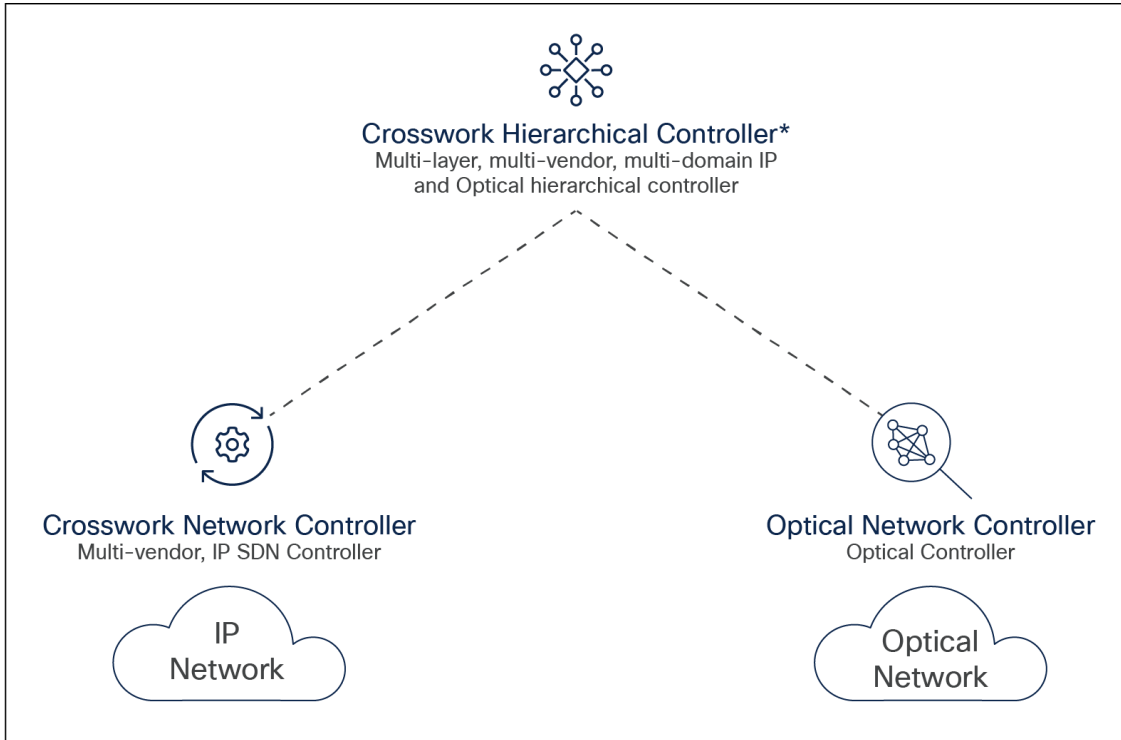 Crosswork Hierarchical Controller*
Multi-layer, multi-vendor, multi-domain IP
and Optical hierarchical controller
Crosswork Network Controller
Multi-vendor, IP SDN Controller
IP
Network
Optical Network Controller
Optical Controller
Optical
Network